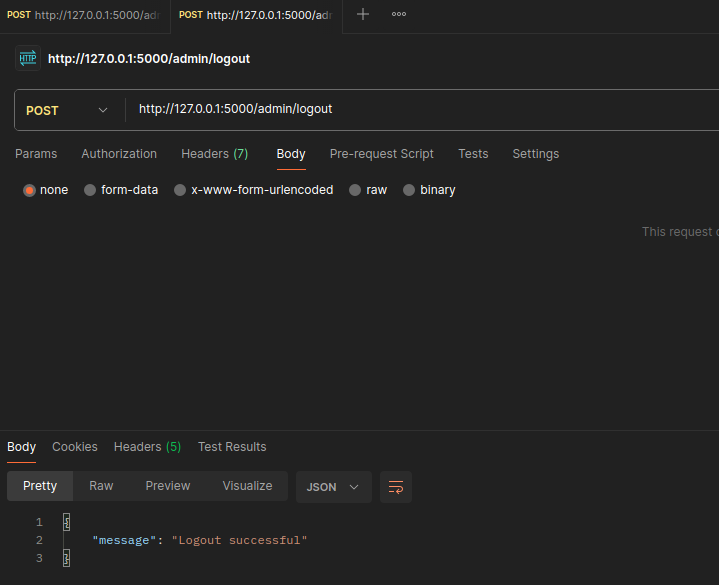 POST http://127.0.0.1:5000/adr POST http://127.0.0.1:5000/adr
HTTP http://127.0.0.1:5000/admin/logout
POST http://127.0.0.1:5000/admin/logout
Params Authorization Headers (7) Body Pre-request Script Tests Settings
none form-data x-www-form-urlencoded raw binary
This request
Body Cookies Headers (5) Test Results
Pretty Raw Preview Visualize JSON
1 {
2 "message": "Logout successful"
3 }